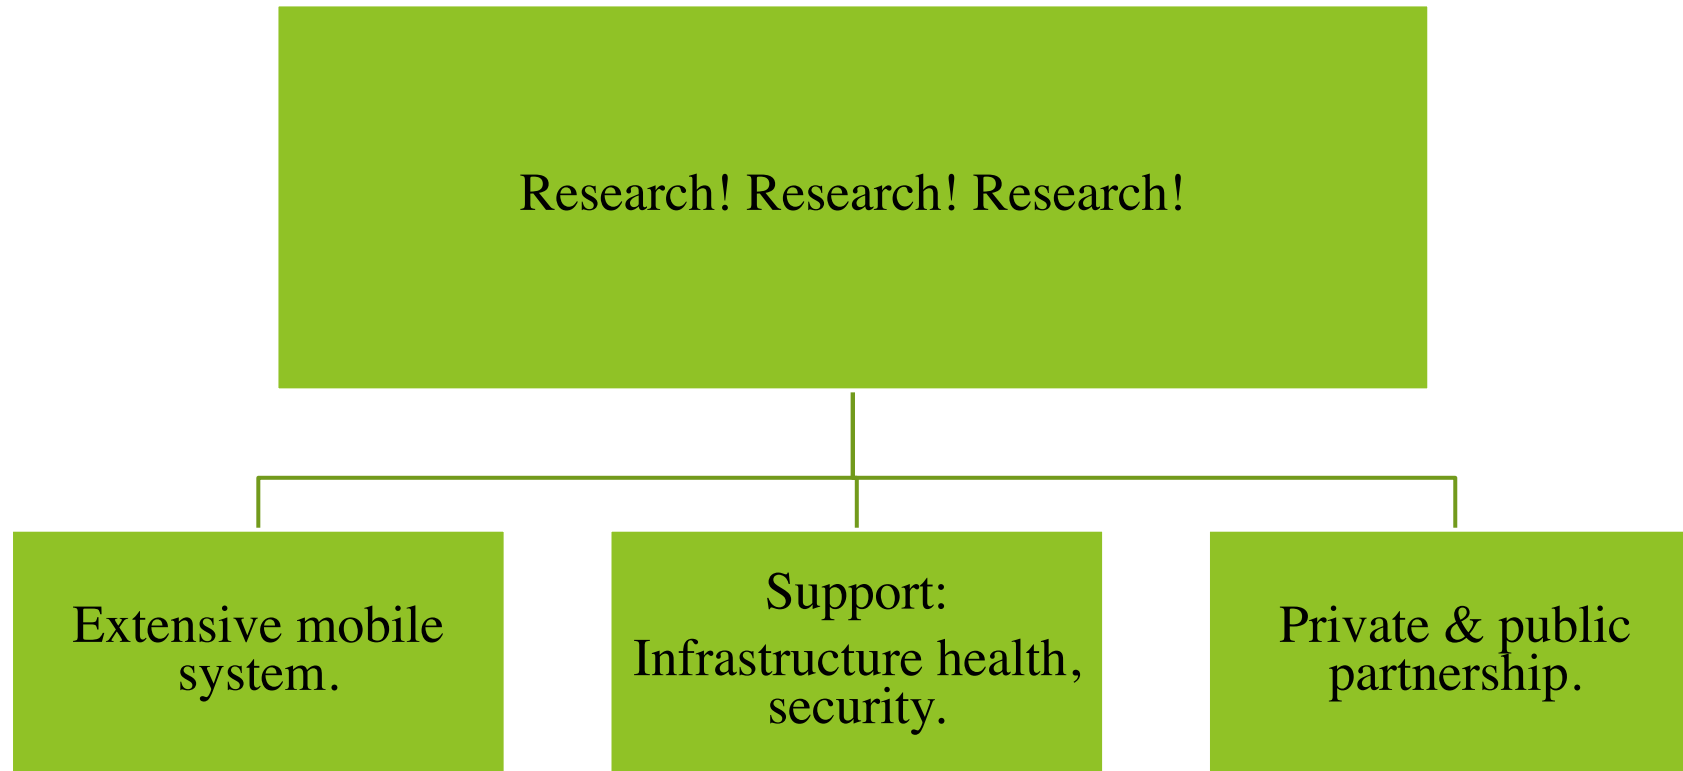 Research! Research! Research!
Extensive mobile
system.
Support:
Infrastructure health,
security.
Private & public
partnership.